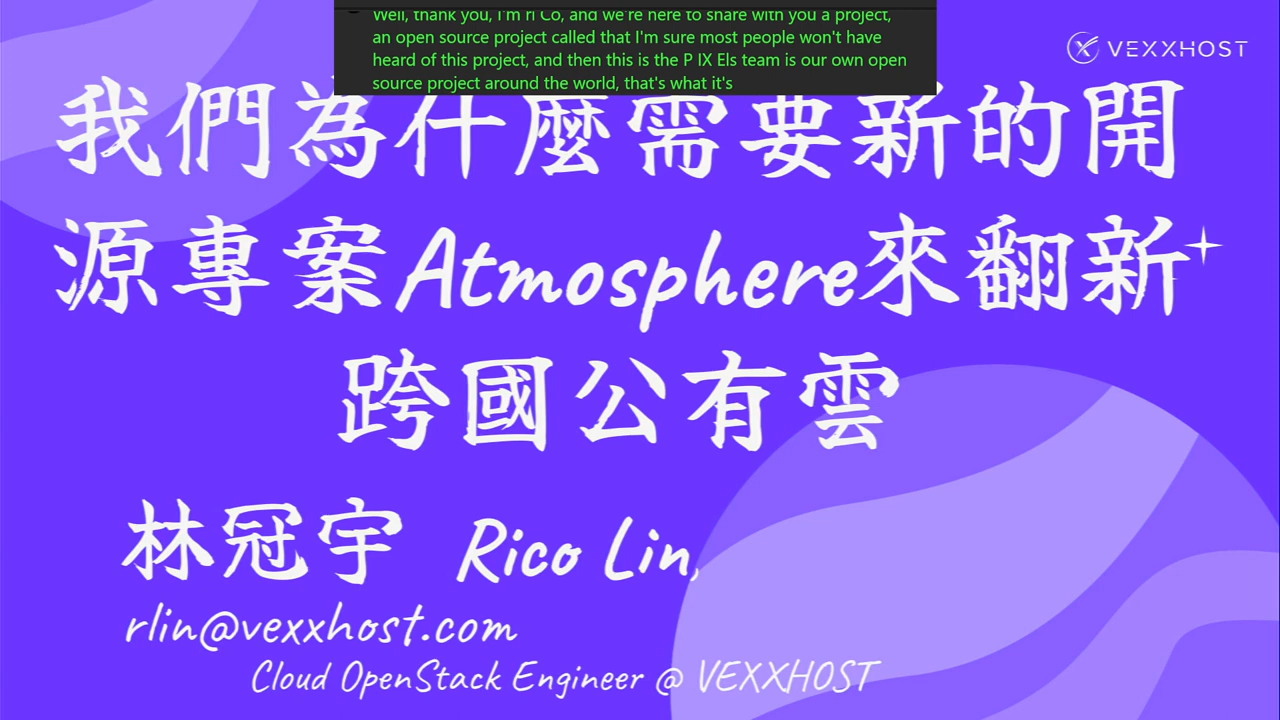 Well, thank you, I'm ri Co, and we're here to share with you a project,
an open source project called that I'm sure most people won't have
heard of this project, and then this is the P IX Els team is our own open
source project around the world, that's what it's
VEXXHOST
我們為什麼需要新的開
源專案Atmosphere來翻新
跨國公有雲
林冠宇 Rico Lin,
rlin@vexxhost.com
Cloud OpenStack Engineer @ VEXXHOST